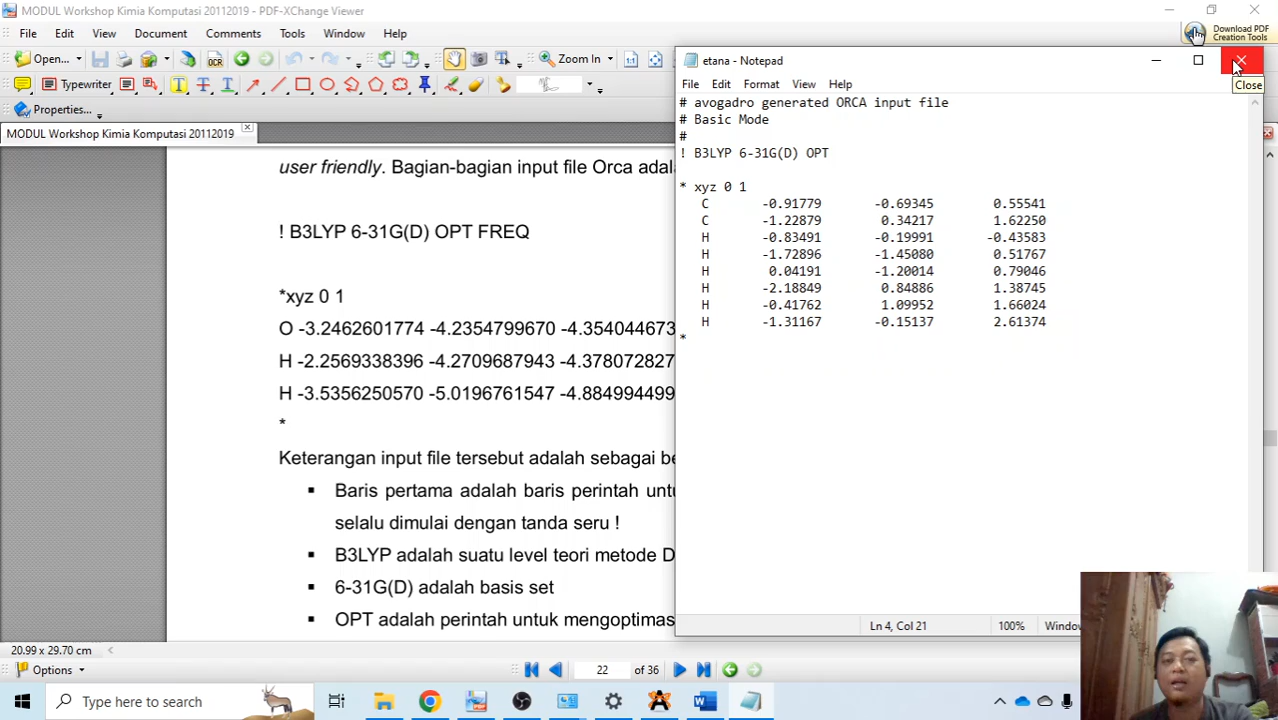 MODUL Workshop Kimia Komputasi 20112019 - PDF-XChange Viewer
File Edit View Document Comments Tools Window Help
Download PDF
Creation Tools
Open... OCR Zoom In
Typewriter
Properties...
MODUL Workshop Kimia Komputasi 20112019
user friendly. Bagian-bagian input file Orca adala
! B3LYP 6-31G(D) OPT FREQ
*xyz 0 1
O -3.2462601774 -4.2354799670 -4.354044673
H -2.2569338396 -4.2709687943 -4.378072827
H -3.5356250570 -5.0196761547 -4.884994499
*
Keterangan input file tersebut adalah sebagai be
▪ Baris pertama adalah baris perintah untu
selalu dimulai dengan tanda seru !
▪ B3LYP adalah suatu level teori metode D
▪ 6-31G(D) adalah basis set
▪ OPT adalah perintah untuk mengoptimas
20.99 x 29.70 cm
Options 22 of 36
etana - Notepad
Close
File Edit Format View Help
# avogadro generated ORCA input file
# Basic Mode
#
! B3LYP 6-31G(D) OPT
* xyz 0 1
C -0.91779 -0.69345 0.55541
C -1.22879 0.34217 1.62250
H -0.83491 -0.19991 -0.43583
H -1.72896 -1.45080 0.51767
H 0.04191 -1.20014 0.79046
H -2.18849 0.84886 1.38745
H -0.41762 1.09952 1.66024
H -1.31167 -0.15137 2.61374
*
Ln 4, Col 21 100% Window
Type here to search